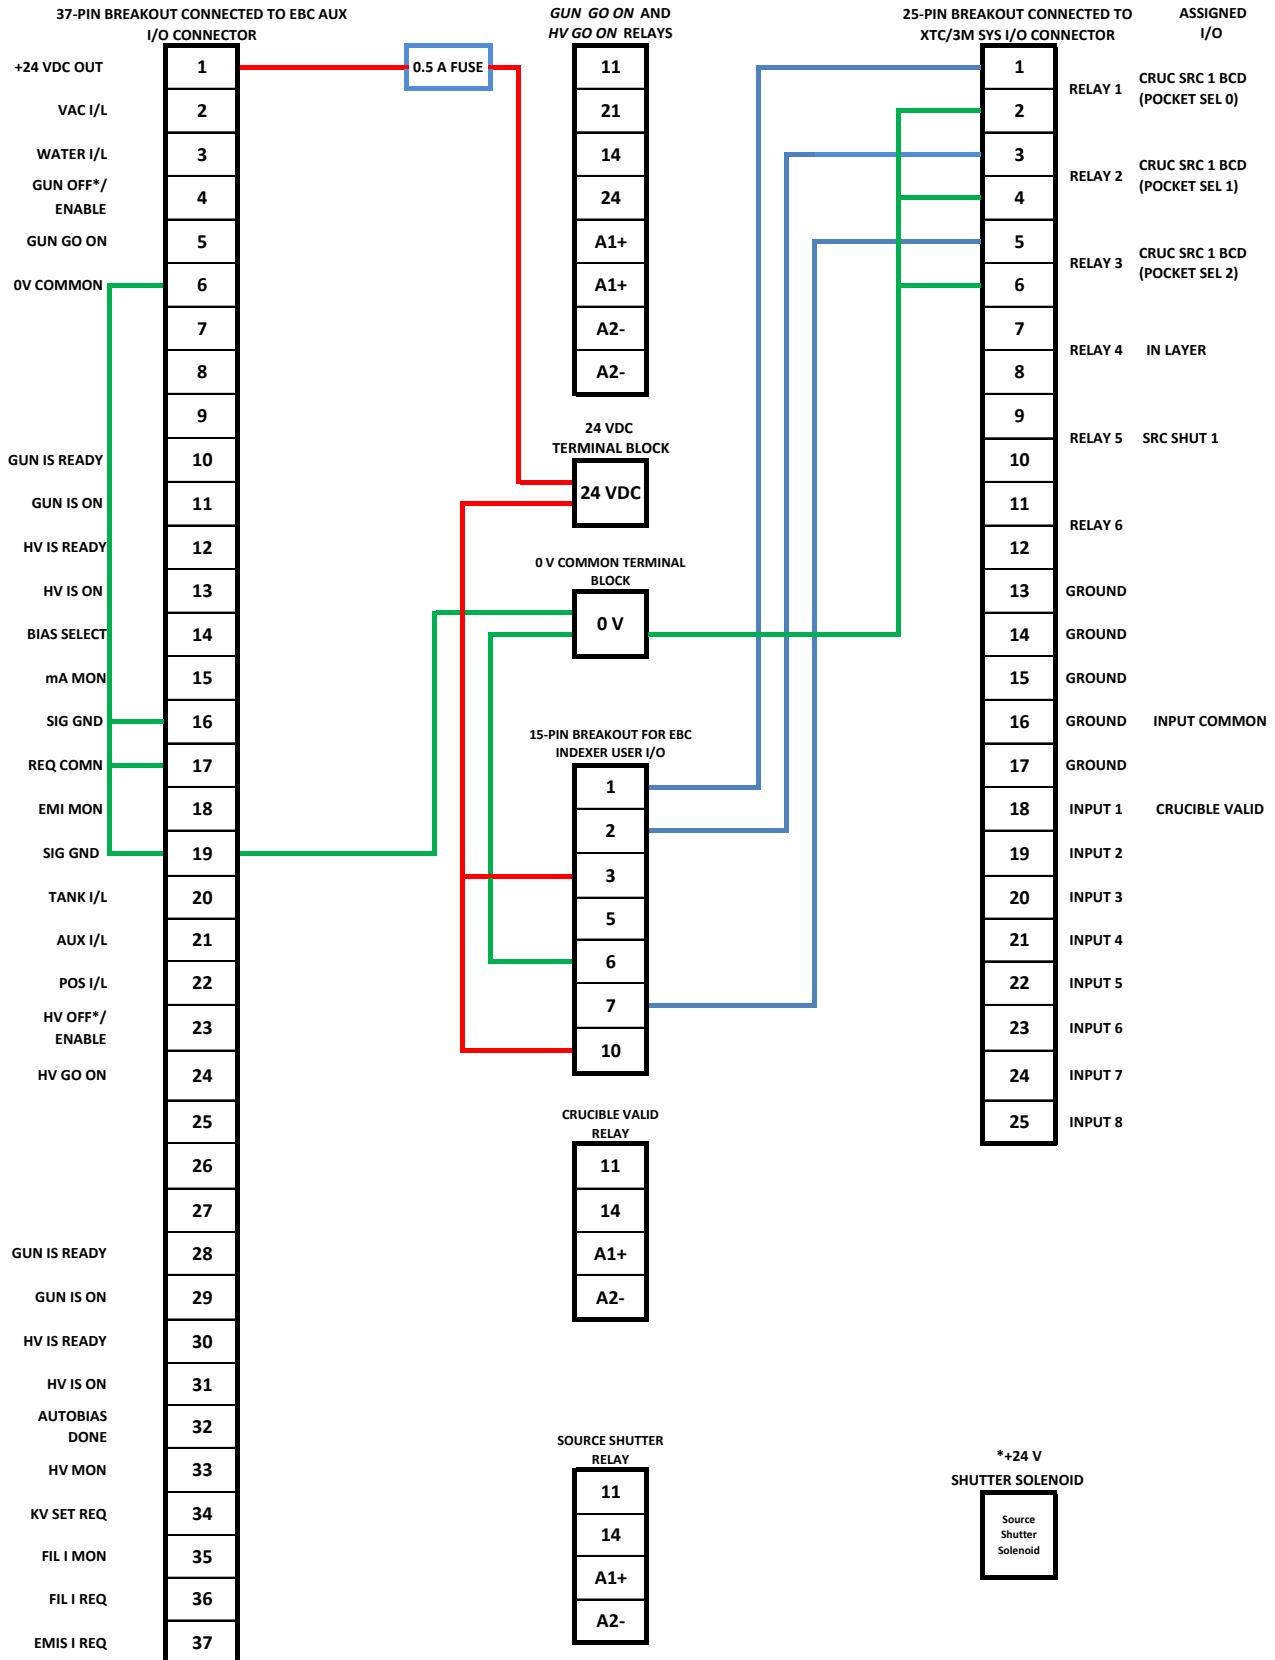 37-PIN BREAKOUT CONNECTED TO EBC AUX
I/O CONNECTOR
+24 VDC OUT 1
VAC I/L 2
WATER I/L 3
GUN OFF*/
ENABLE 4
GUN GO ON 5
0V COMMON 6
7
8
9
GUN IS READY 10
GUN IS ON 11
HV IS READY 12
HV IS ON 13
BIAS SELECT 14
mA MON 15
SIG GND 16
REQ COMN 17
EMI MON 18
SIG GND 19
TANK I/L 20
AUX I/L 21
POS I/L 22
HV OFF*/
ENABLE 23
HV GO ON 24
25
26
27
GUN IS READY 28
GUN IS ON 29
HV IS READY 30
HV IS ON 31
AUTOBIAS
DONE 32
HV MON 33
KV SET REQ 34
FIL I MON 35
FIL I REQ 36
EMIS I REQ 37
0.5 A FUSE
GUN GO ON AND
HV GO ON RELAYS
11
21
14
24
A1+
A1+
A2-
A2-
24 VDC
TERMINAL BLOCK
24 VDC
0 V COMMON TERMINAL
BLOCK
0 V
15-PIN BREAKOUT FOR EBC
INDEXER USER I/O
1
2
3
5
6
7
10
CRUCIBLE VALID
RELAY
11
14
A1+
A2-
SOURCE SHUTTER
RELAY
11
14
A1+
A2-
25-PIN BREAKOUT CONNECTED TO
XTC/3M SYS I/O CONNECTOR
ASSIGNED
I/O
1
RELAY 1 CRUC SRC 1 BCD
(POCKET SEL 0)
2
3
RELAY 2 CRUC SRC 1 BCD
(POCKET SEL 1)
4
5
RELAY 3 CRUC SRC 1 BCD
(POCKET SEL 2)
6
7
RELAY 4 IN LAYER
8
9
RELAY 5 SRC SHUT 1
10
11
RELAY 6
12
13 GROUND
14 GROUND
15 GROUND
16 GROUND INPUT COMMON
17 GROUND
18 INPUT 1 CRUCIBLE VALID
19 INPUT 2
20 INPUT 3
21 INPUT 4
22 INPUT 5
23 INPUT 6
24 INPUT 7
25 INPUT 8
*+24 V
SHUTTER SOLENOID
Source
Shutter
Solenoid